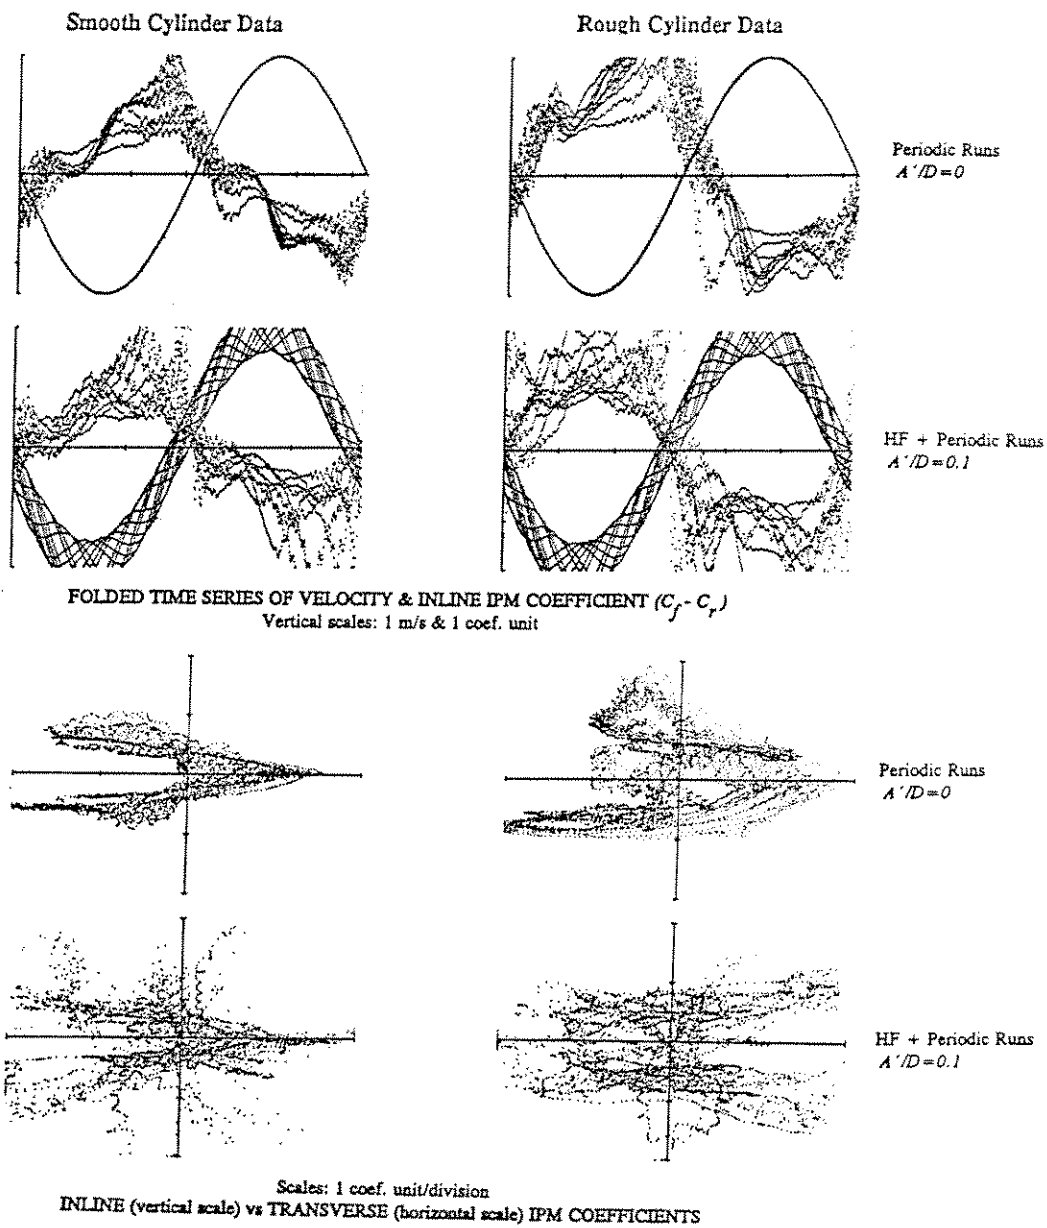 Smooth Cylinder Data
Rough Cylinder Data
Periodic Runs
A´/D=0
HF + Periodic Runs
A´/D=0.1
FOLDED TIME SERIES OF VELOCITY & INLINE IPM COEFFICIENT (Cf - Cr)
Vertical scales: 1 m/s & 1 coef. unit
Periodic Runs
A´/D=0
HF + Periodic Runs
A´/D=0.1
Scales: 1 coef. unit/division
INLINE (vertical scale) vs TRANSVERSE (horizontal scale) IPM COEFFICIENTS